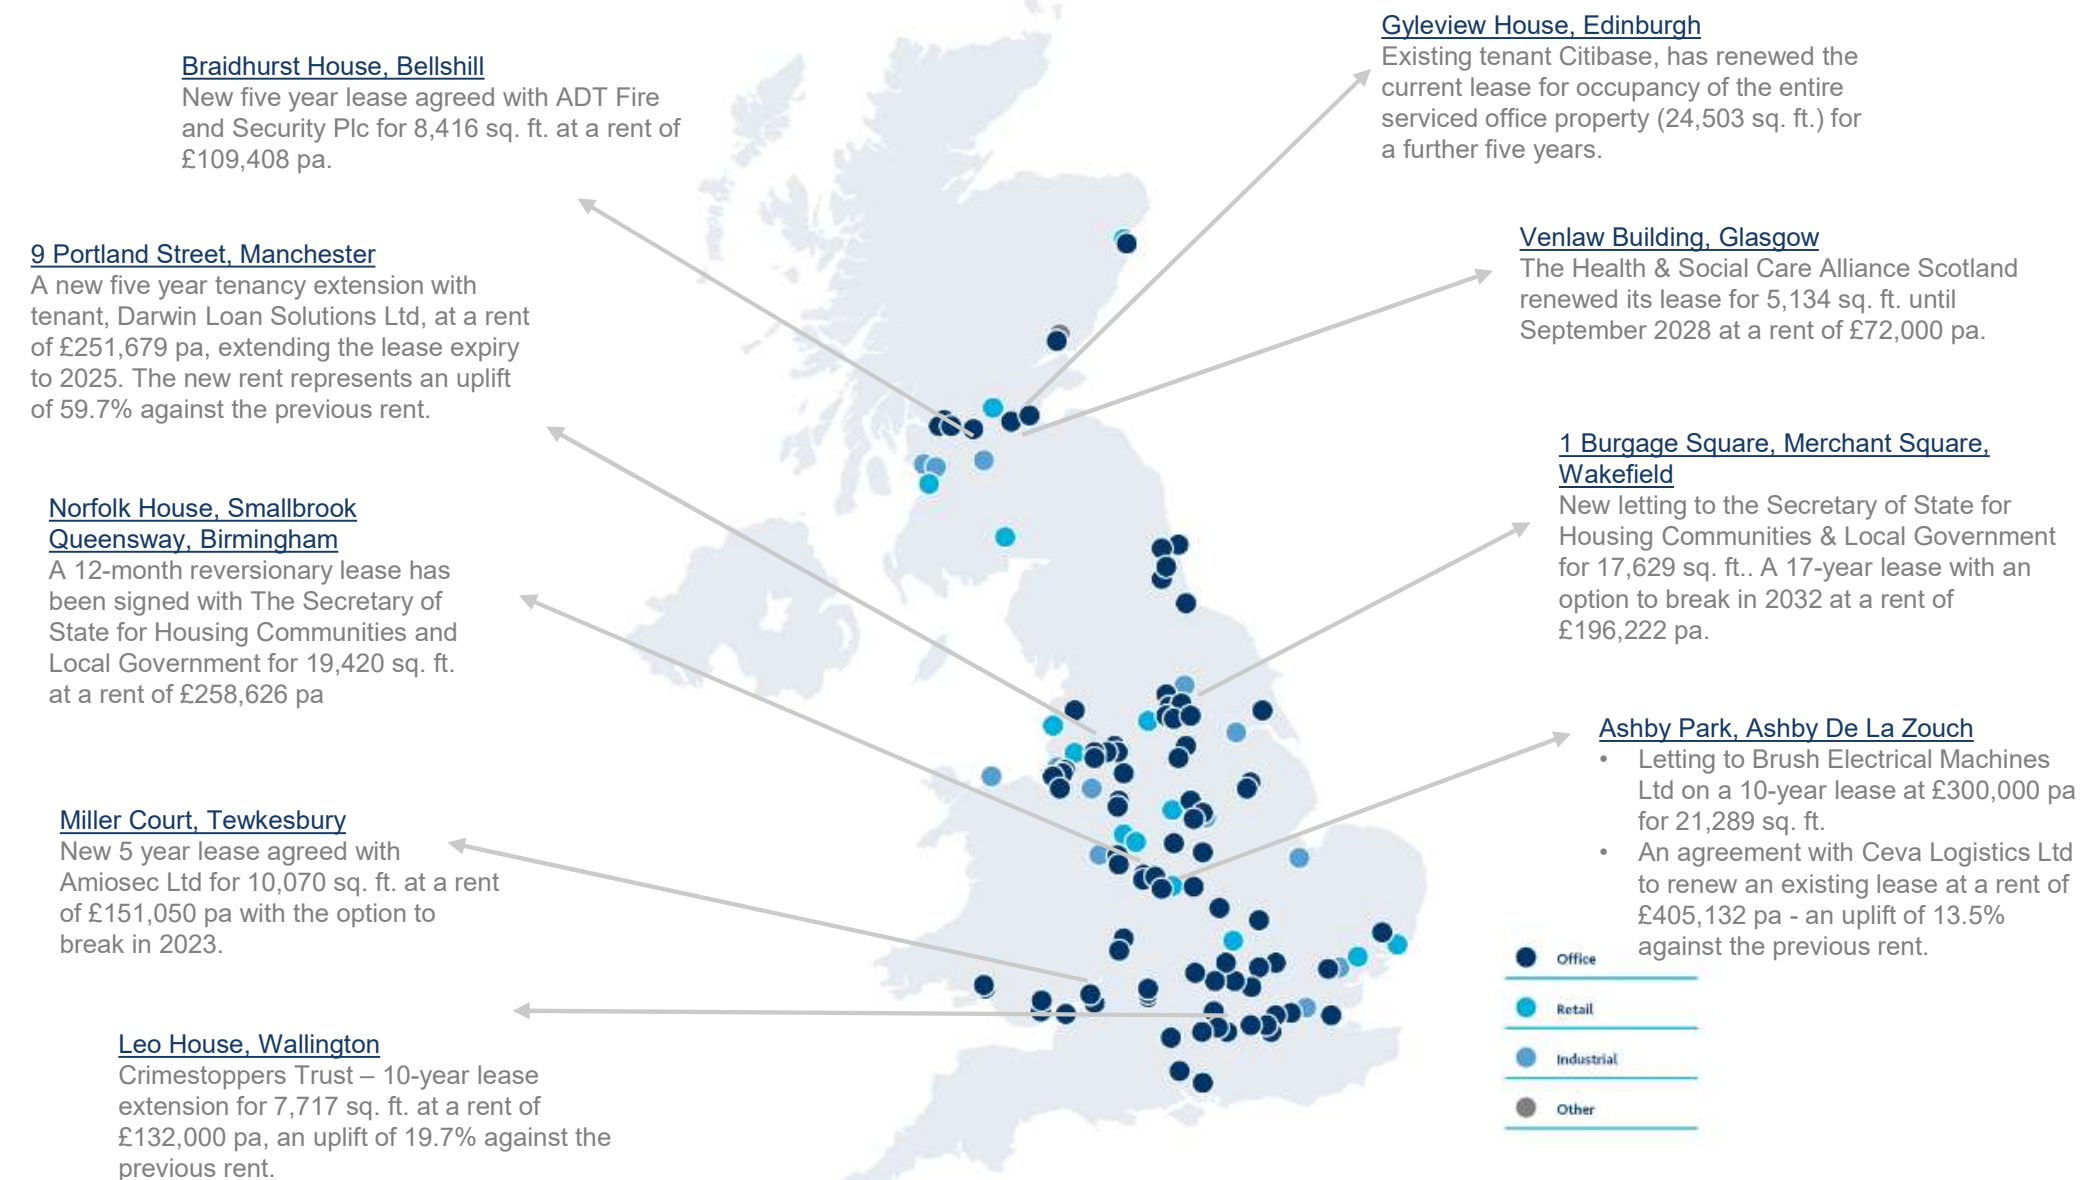 Braidhurst House, Bellshill
New five year lease agreed with ADT Fire
and Security Plc for 8,416 sq. ft. at a rent of
£109,408 pa.
9 Portland Street, Manchester
A new five year tenancy extension with
tenant, Darwin Loan Solutions Ltd, at a rent
of £251,679 pa, extending the lease expiry
to 2025. The new rent represents an uplift
of 59.7% against the previous rent.
Norfolk House, Smallbrook
Queensway, Birmingham
A 12-month reversionary lease has
been signed with The Secretary of
State for Housing Communities and
Local Government for 19,420 sq. ft.
at a rent of £258,626 pa
Miller Court, Tewkesbury
New 5 year lease agreed with
Amiosec Ltd for 10,070 sq. ft. at a rent
of £151,050 pa with the option to
break in 2023.
Leo House, Wallington
Crimestoppers Trust – 10-year lease
extension for 7,717 sq. ft. at a rent of
£132,000 pa, an uplift of 19.7% against the
previous rent.
Gyleview House, Edinburgh
Existing tenant Citibase, has renewed the
current lease for occupancy of the entire
serviced office property (24,503 sq. ft.) for
a further five years.
Venlaw Building, Glasgow
The Health & Social Care Alliance Scotland
renewed its lease for 5,134 sq. ft. until
September 2028 at a rent of £72,000 pa.
1 Burgage Square, Merchant Square,
Wakefield
New letting to the Secretary of State for
Housing Communities & Local Government
for 17,629 sq. ft.. A 17-year lease with an
option to break in 2032 at a rent of
£196,222 pa.
Ashby Park, Ashby De La Zouch
• Letting to Brush Electrical Machines
Ltd on a 10-year lease at £300,000 pa
for 21,289 sq. ft.
• An agreement with Ceva Logistics Ltd
to renew an existing lease at a rent of
£405,132 pa - an uplift of 13.5%
against the previous rent.
Office
Retail
Industrial
Other